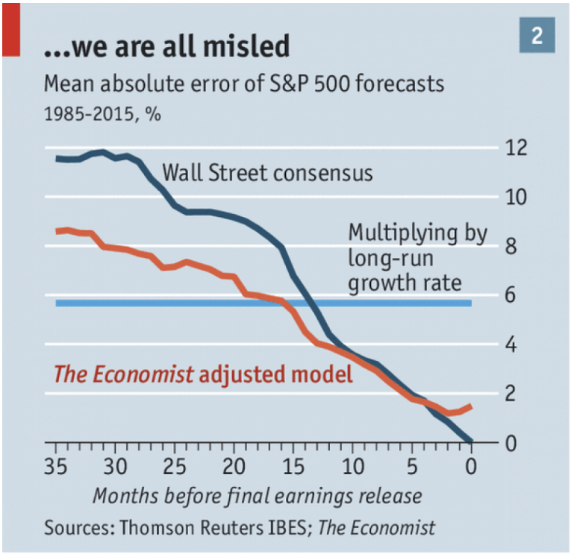 ...we are all misled
2
Mean absolute error of S&P 500 forecasts
1985-2015, %
12
Wall Street consensus
10
Multiplying by
long-run
growth rate
8
6
4
The Economist adjusted model
2
0
35 30 25 20 15 10 5 0
Months before final earnings release
Sources: Thomson Reuters IBES; The Economist